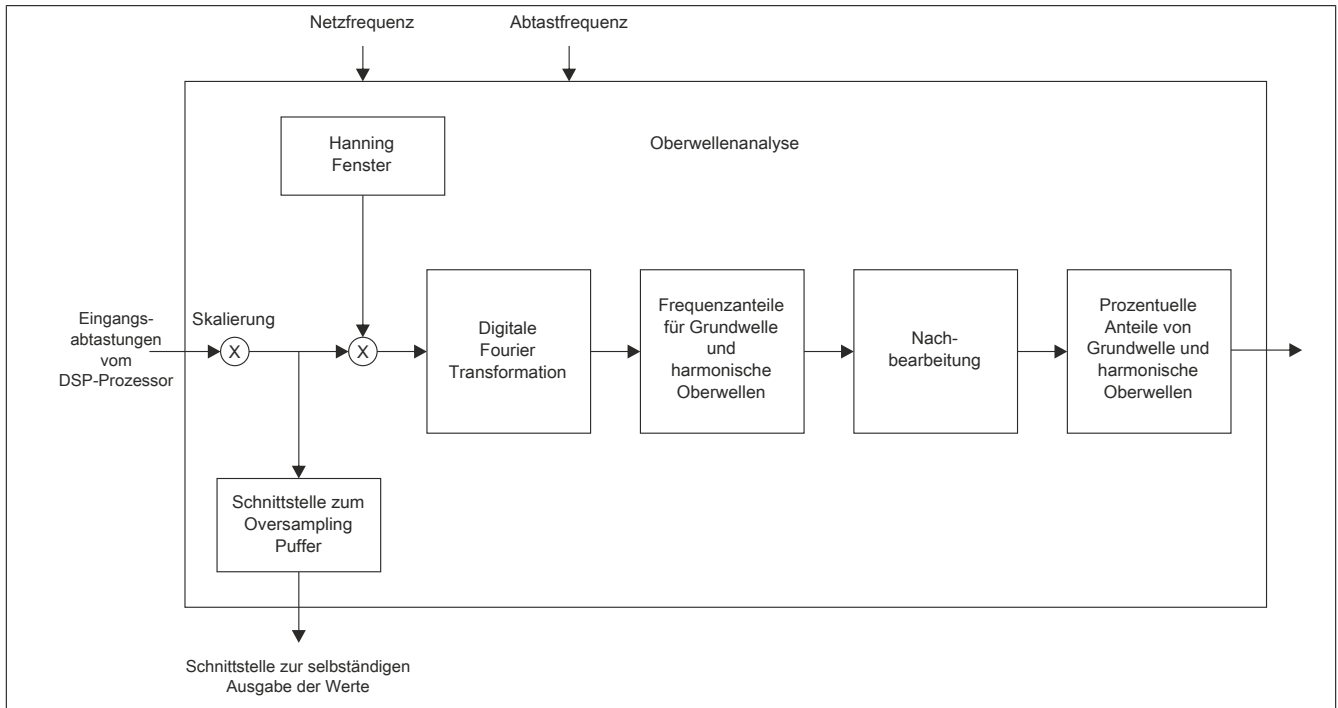 Netzfrequenz
Abtastfrequenz
Hanning
Fenster
Oberwellenanalyse
Eingangs-
abtastungen
vom
DSP-Prozessor
Skalierung
X
X
Digitale
Fourier
Transformation
Frequenzanteile
für Grundwelle
und
harmonische
Oberwellen
Nach-
bearbeitung
Prozentuelle
Anteile von
Grundwelle und
harmonische
Oberwellen
Schnittstelle zum
Oversampling
Puffer
Schnittstelle zur selbständigen
Ausgabe der Werte